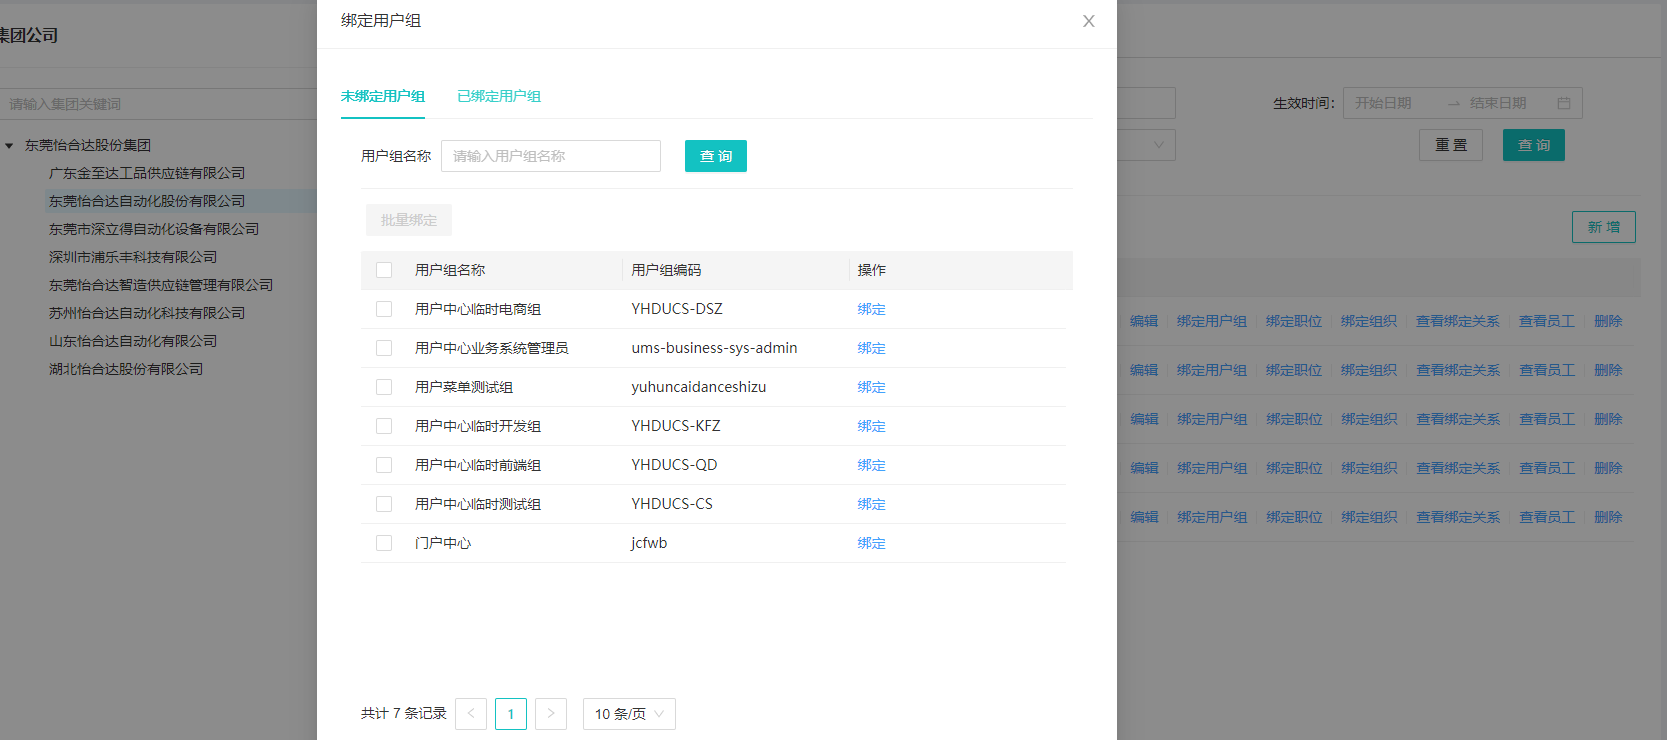 绑定用户组
集团公司
请输入集团关键词
东莞怡合达股份集团
广东金至达工品供应链有限公司
东莞怡合达自动化股份有限公司
东莞市深立得自动化设备有限公司
深圳市浦乐丰科技有限公司
东莞怡合达智造供应链管理有限公司
苏州怡合达自动化科技有限公司
山东怡合达自动化有限公司
湖北怡合达股份有限公司
未绑定用户组 已绑定用户组
用户组名称 请输入用户组名称 查 询
批量绑定
用户组名称 用户组编码 操作
用户中心临时电商组 YHDUCS-DSZ 绑定
用户中心业务系统管理员 ums-business-sys-admin 绑定
用户菜单测试组 yuhuncaidanceshizu 绑定
用户中心临时开发组 YHDUCS-KFZ 绑定
用户中心临时前端组 YHDUCS-QD 绑定
用户中心临时测试组 YHDUCS-CS 绑定
门户中心 jcfwb 绑定
共计 7 条记录 1 10 条/页
生效时间: 开始日期 结束日期
重 置 查 询
新 增
编辑 绑定用户组 绑定职位 绑定组织 查看绑定关系 查看员工 删除
编辑 绑定用户组 绑定职位 绑定组织 查看绑定关系 查看员工 删除
编辑 绑定用户组 绑定职位 绑定组织 查看绑定关系 查看员工 删除
编辑 绑定用户组 绑定职位 绑定组织 查看绑定关系 查看员工 删除
编辑 绑定用户组 绑定职位 绑定组织 查看绑定关系 查看员工 删除